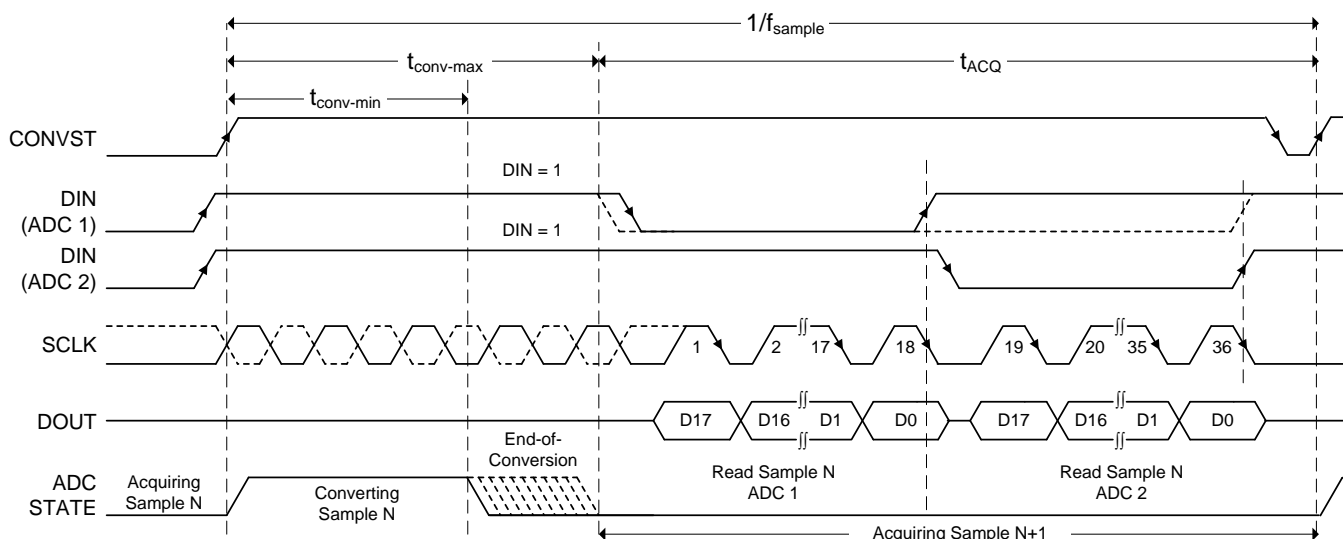 1/fsample
tconv-max
tACQ
tconv-min
CONVST
DIN = 1
DIN
(ADC 1)
DIN = 1
DIN
(ADC 2)
SCLK
1
2
∫∫
17
18
19
20
∫∫
35
36
DOUT
D17
D16
∫∫
D1
D0
D17
D16
∫∫
D1
D0
∫∫
∫∫
ADC
STATE
Acquiring
Sample N
Converting
Sample N
End-of-
Conversion
Read Sample N
ADC 1
Read Sample N
ADC 2
Acquiring Sample N+1